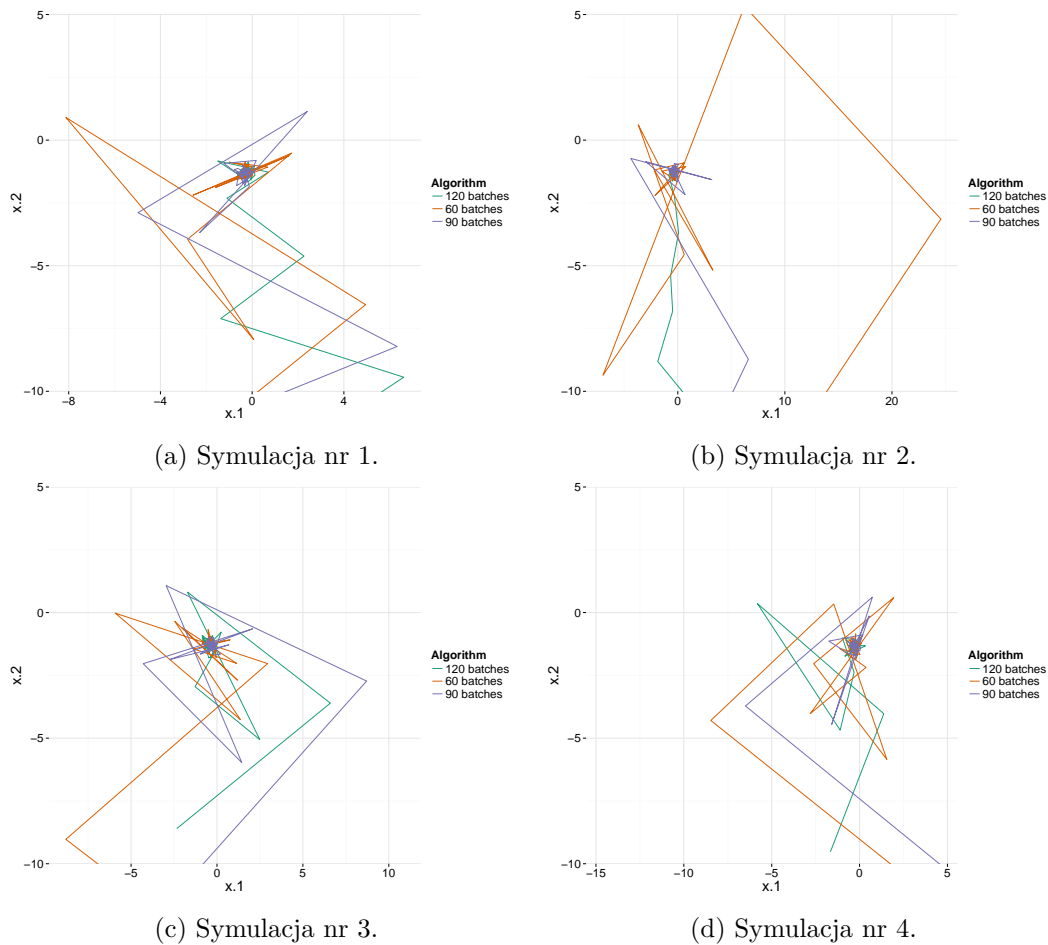 5
0
x.2
−5
−10
−8 −4 0 4
x.1
Algorithm
120 batches
60 batches
90 batches
(a) Symulacja nr 1.
5
0
x.2
−5
−10
0 10 20
x.1
Algorithm
120 batches
60 batches
90 batches
(b) Symulacja nr 2.
5
0
x.2
−5
−10
−5 0 5 10
x.1
Algorithm
120 batches
60 batches
90 batches
(c) Symulacja nr 3.
5
0
x.2
−5
−10
−15 −10 −5 0 5
x.1
Algorithm
120 batches
60 batches
90 batches
(d) Symulacja nr 4.